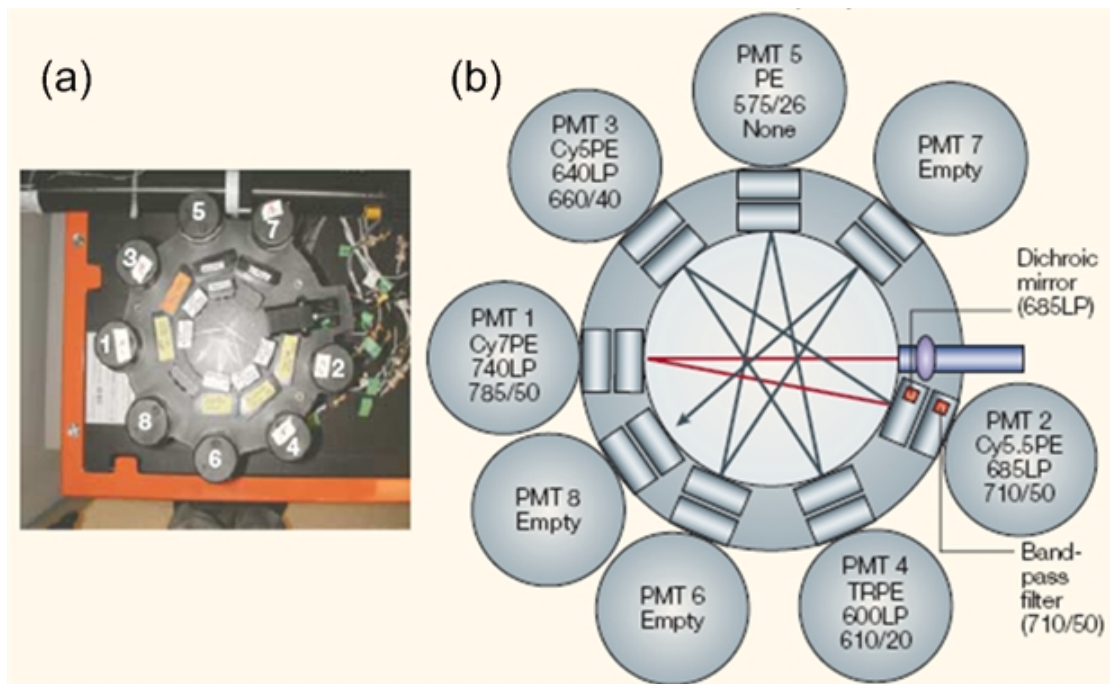 (a)
5
7
3
1
2
8
6
4
(b)
PMT 5
PE
575/26
None
PMT 3
Cy5PE
640LP
660/40
PMT 7
Empty
Dichroic
mirror
(685LP)
PMT 1
Cy7PE
740LP
785/50
PMT 2
Cy5.5PE
685LP
710/50
PMT 8
Empty
PMT 6
Empty
PMT 4
TRPE
600LP
610/20
Band-
pass
filter
(710/50)